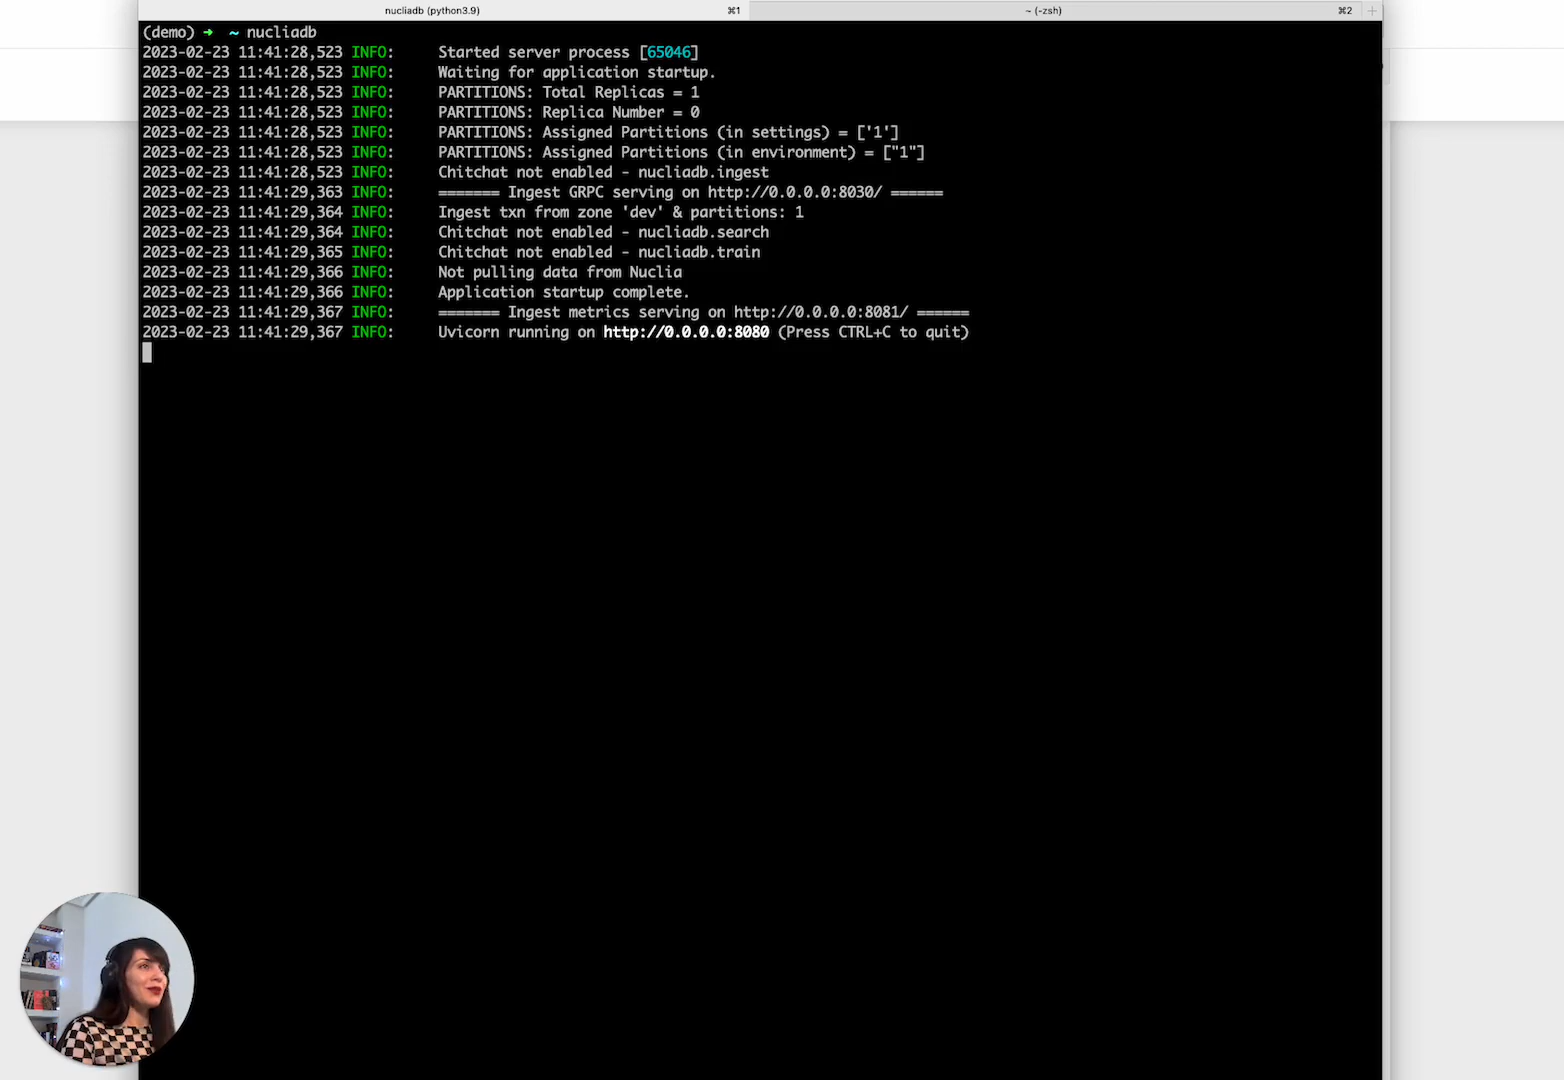 nucliadb (python3.9) ⌘1 ~ (-zsh) ⌘2 +
(demo) ➜ ~ nucliadb
2023-02-23 11:41:28,523 INFO: Started server process [65046]
2023-02-23 11:41:28,523 INFO: Waiting for application startup.
2023-02-23 11:41:28,523 INFO: PARTITIONS: Total Replicas = 1
2023-02-23 11:41:28,523 INFO: PARTITIONS: Replica Number = 0
2023-02-23 11:41:28,523 INFO: PARTITIONS: Assigned Partitions (in settings) = ['1']
2023-02-23 11:41:28,523 INFO: PARTITIONS: Assigned Partitions (in environment) = ["1"]
2023-02-23 11:41:28,523 INFO: Chitchat not enabled - nucliadb.ingest
2023-02-23 11:41:29,363 INFO: ======= Ingest GRPC serving on http://0.0.0.0:8030/ ======
2023-02-23 11:41:29,364 INFO: Ingest txn from zone 'dev' & partitions: 1
2023-02-23 11:41:29,364 INFO: Chitchat not enabled - nucliadb.search
2023-02-23 11:41:29,365 INFO: Chitchat not enabled - nucliadb.train
2023-02-23 11:41:29,366 INFO: Not pulling data from Nuclia
2023-02-23 11:41:29,366 INFO: Application startup complete.
2023-02-23 11:41:29,367 INFO: ======= Ingest metrics serving on http://0.0.0.0:8081/ ======
2023-02-23 11:41:29,367 INFO: Uvicorn running on http://0.0.0.0:8080 (Press CTRL+C to quit)